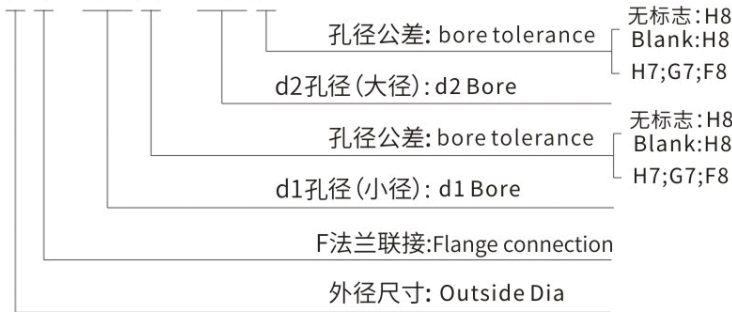 无标志:H8
孔径公差: bore tolerance
Blank:H8
H7;G7;F8
d2孔径(大径): d2 Bore
无标志:H8
孔径公差: bore tolerance
Blank:H8
H7;G7;F8
d1孔径(小径): d1 Bore
F法兰联接:Flange connection
外径尺寸: Outside Dia